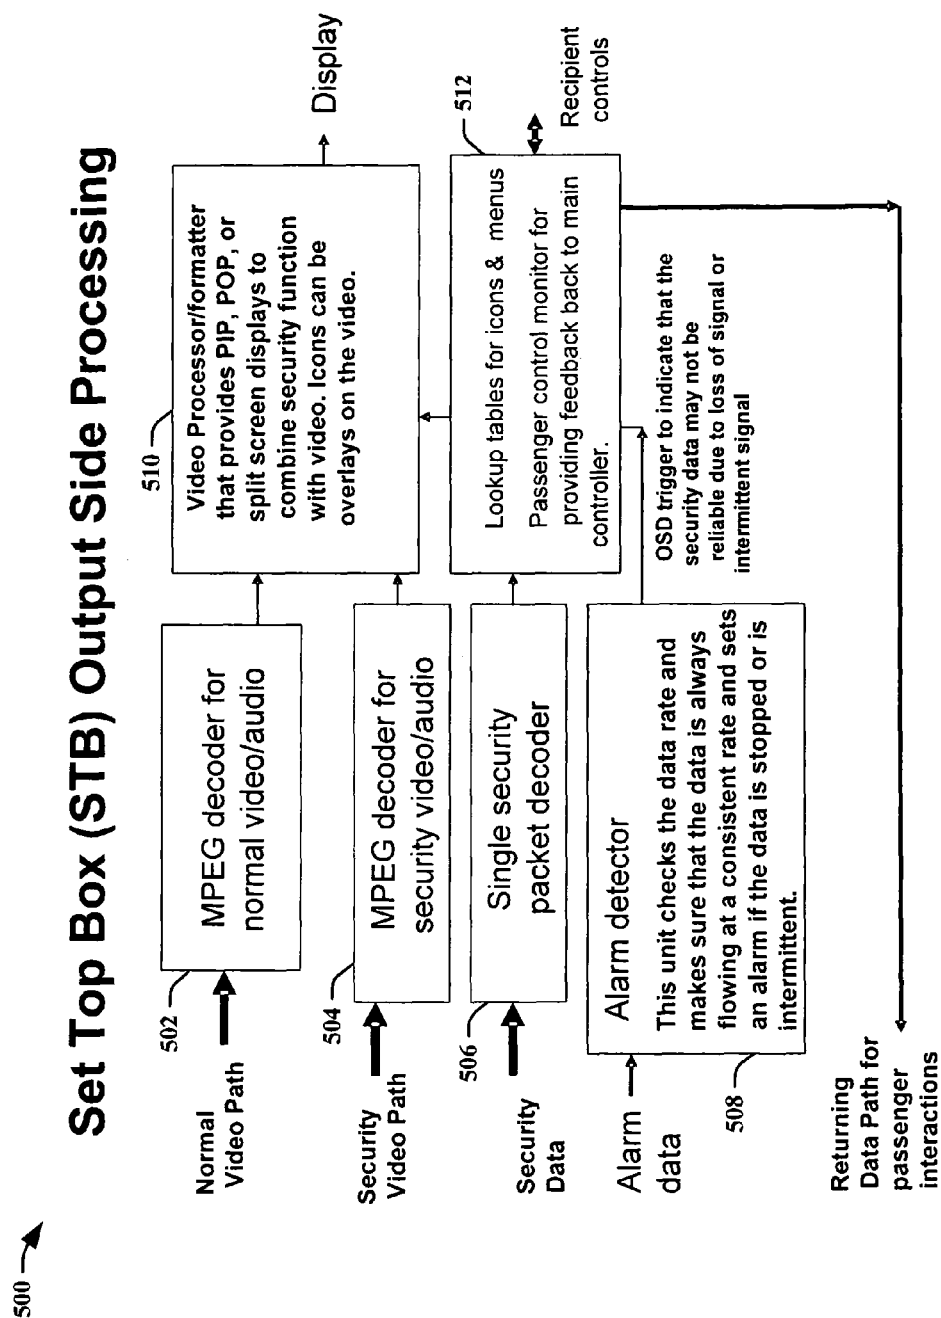 500
Set Top Box (STB) Output Side Processing
Normal
Video Path
502
MPEG decoder for
normal video/audio
510
Video Processor/formatter
that provides PIP, POP, or
split screen displays to
combine security function
with video. Icons can be
overlays on the video.
Display
Security
Video Path
504
MPEG decoder for
security video/audio
Security
Data
506
Single security
packet decoder
512
Lookup tables for icons & menus
Passenger control monitor for
providing feedback back to main
controller.
Recipient
controls
Alarm
data
508
Alarm detector
This unit checks the data rate and
makes sure that the data is always
flowing at a consistent rate and sets
an alarm if the data is stopped or is
intermittent.
OSD trigger to indicate that the
security data may not be
reliable due to loss of signal or
intermittent signal
Returning
Data Path for
passenger
interactions